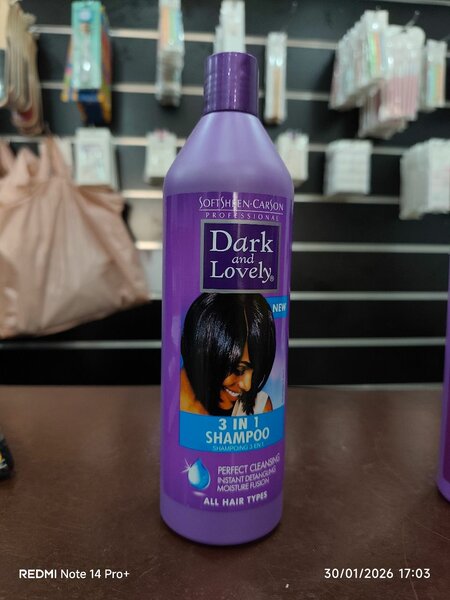 SOFTSHEEN·CARSON
PROFESSIONAL
Dark
and
Lovely®
NEW
3 IN 1
SHAMPOO
SHAMPOING 3 EN 1
PERFECT CLEANSING
INSTANT DETANGLING
MOISTURE FUSION
ALL HAIR TYPES
REDMI Note 14 Pro+
30/01/2026 17:03